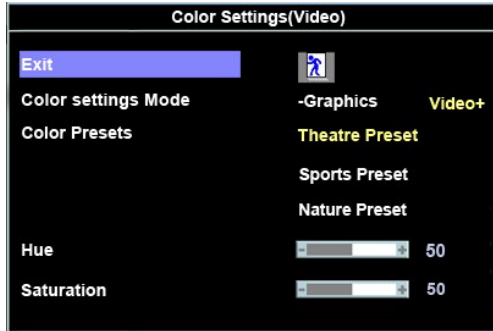 Color Settings(Video)
Exit
Color settings Mode -Graphics Video+
Color Presets Theatre Preset
Sports Preset
Nature Preset
Hue - + 50
Saturation - + 50